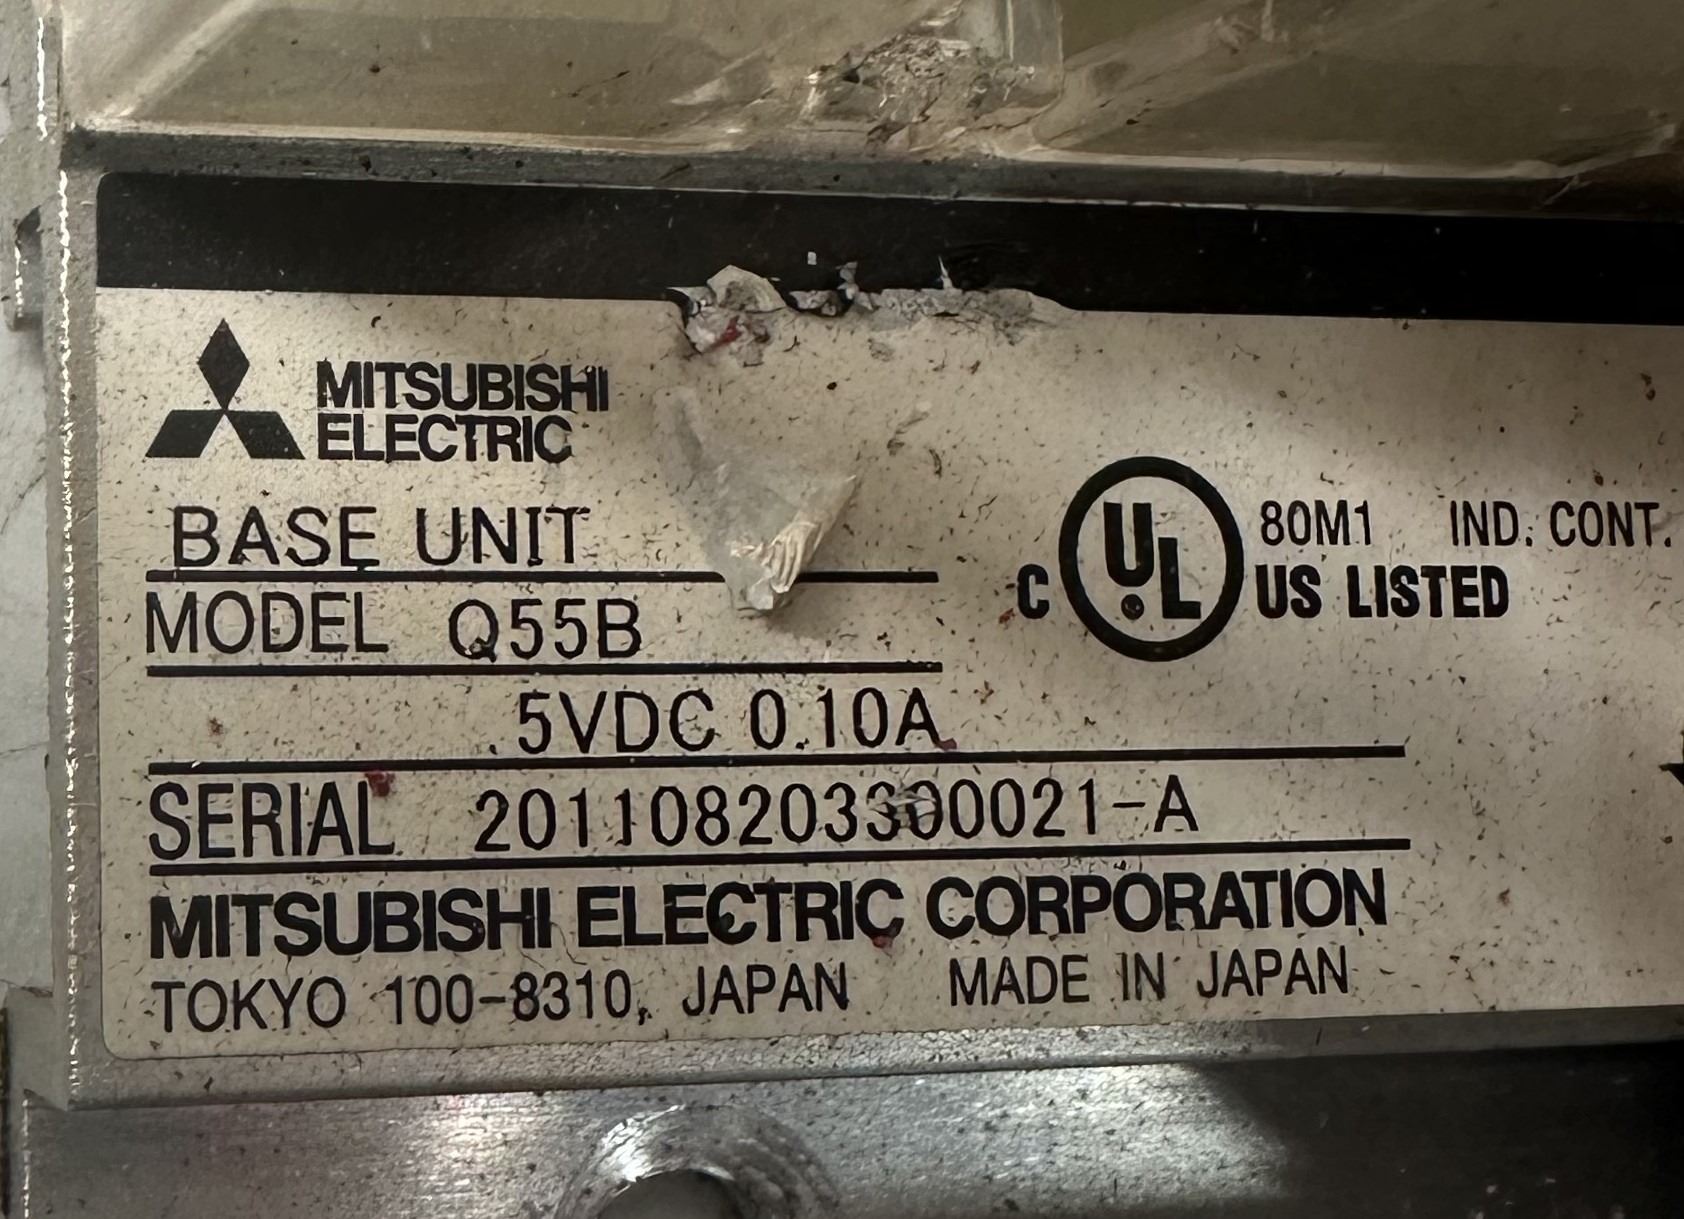 MITSUBISHI
ELECTRIC
BASE UNIT
MODEL Q55B
5VDC 0.10A
SERIAL 201108203300021-A
MITSUBISHI ELECTRIC CORPORATION
TOKYO 100-8310, JAPAN MADE IN JAPAN
C UL US LISTED
80M1 IND. CONT.